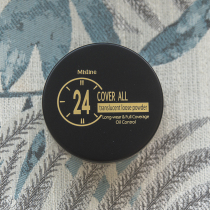 Mistine
24
COVER ALL
translucent loose powder
Long-wear & Full Coverage
Oil Control